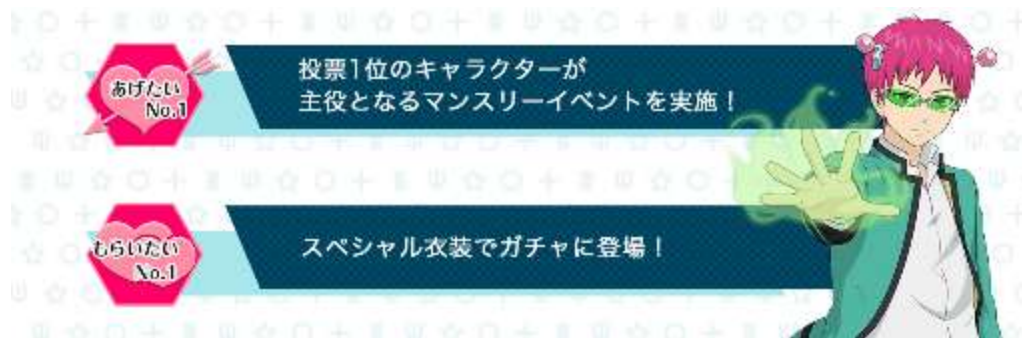 あげたい
No.1
投票1位のキャラクターが
主役となるマンスリーイベントを実施！
もらいたい
No.1
スペシャル衣装でガチャに登場！